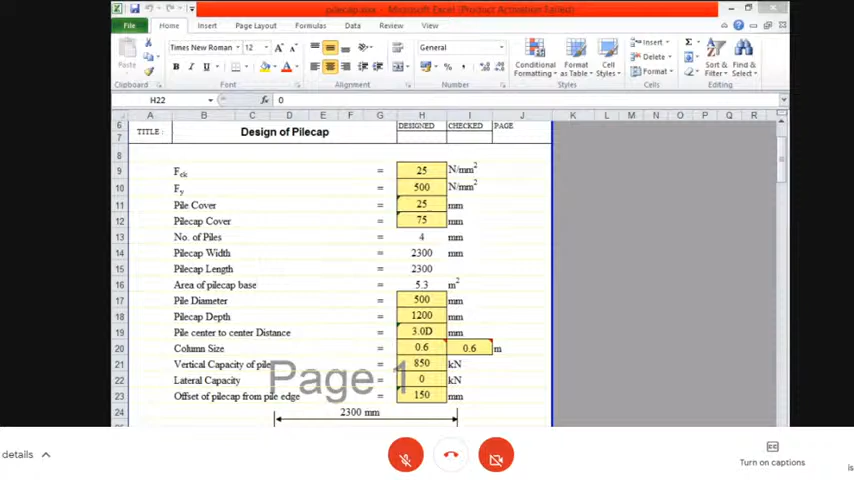 pilecap.xlsx - Microsoft Excel (Product Activation Failed)
File Home Insert Page Layout Formulas Data Review View
Times New Roman 12 A A General Insert
Paste B I U A % , Conditional Formatting Format as Table Cell Styles Delete Format Sort & Filter Find & Select
Clipboard Font Alignment Number Styles Cells Editing
H22 fx 0
A B C D E F G H I J K L M N O P Q R
6 DESIGNED CHECKED PAGE
TITLE : Design of Pilecap
7
8
9 Fck = 25 N/mm2
10 Fy = 500 N/mm2
11 Pile Cover = 25 mm
12 Pilecap Cover = 75 mm
13 No. of Piles = 4 mm
14 Pilecap Width = 2300 mm
15 Pilecap Length = 2300
16 Area of pilecap base = 5.3 m2
17 Pile Diameter = 500 mm
18 Pilecap Depth = 1200 mm
19 Pile center to center Distance = 3.0D mm
20 Column Size = 0.6 0.6 m
21 Vertical Capacity of pile = 850 kN
22 Lateral Capacity = 0 kN
Page 1
23 Offset of pilecap from pile edge = 150 mm
24 2300 mm
details
Turn on captions
is